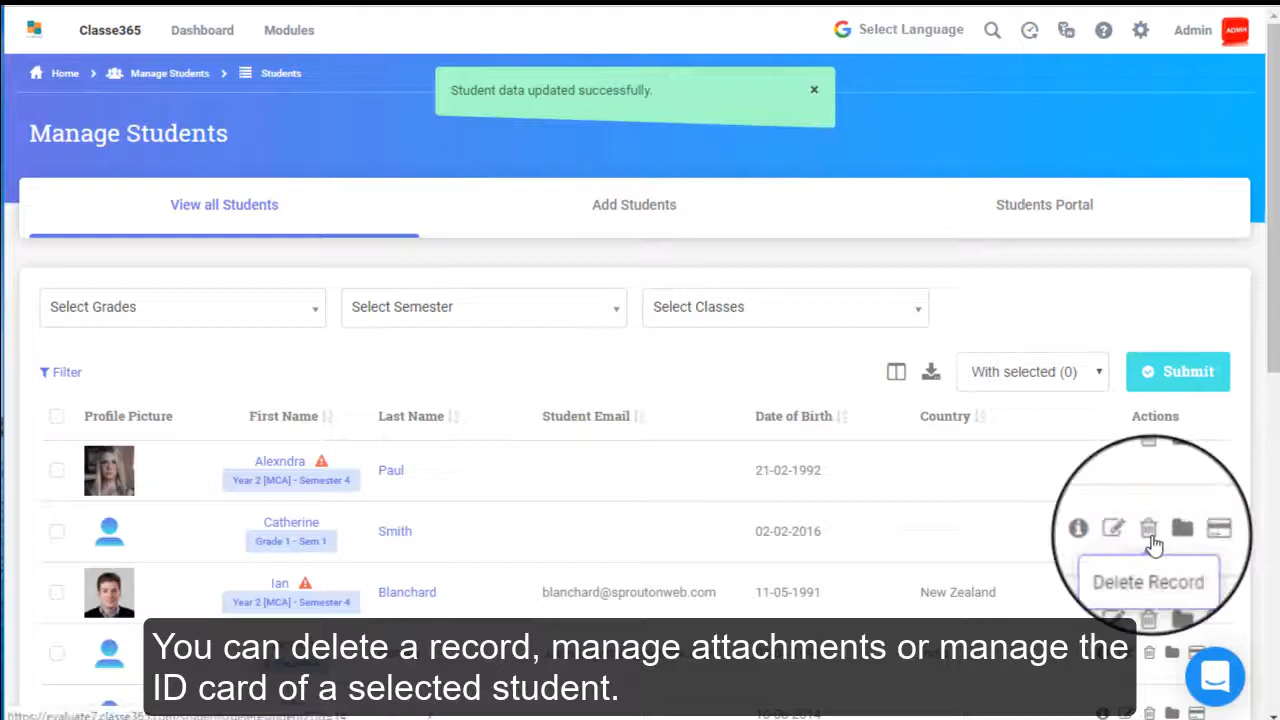 Classe365 Dashboard Modules Select Language Admin ADMIN
Home Manage Students Students
Student data updated successfully. ×
Manage Students
View all Students Add Students Students Portal
Select Grades Select Semester Select Classes
Filter With selected (0) Submit
Profile Picture First Name Last Name Student Email Date of Birth Country Actions
Alexndra Paul 21-02-1992
Year 2 [MCA] - Semester 4
Catherine Smith 02-02-2016
Grade 1 - Sem 1
Delete Record
Ian Blanchard blanchard@sproutonweb.com 11-05-1991 New Zealand
Year 2 [MCA] - Semester 4
You can delete a record, manage attachments or manage the
ID card of a selected student.